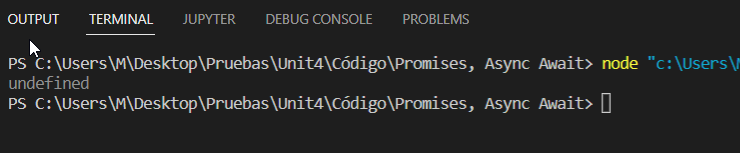 OUTPUT TERMINAL JUPYTER DEBUG CONSOLE PROBLEMS
PS C:\Users\M\Desktop\Pruebas\Unit4\Código\Promises, Async Await> node "c:\Users\
undefined
PS C:\Users\M\Desktop\Pruebas\Unit4\Código\Promises, Async Await>